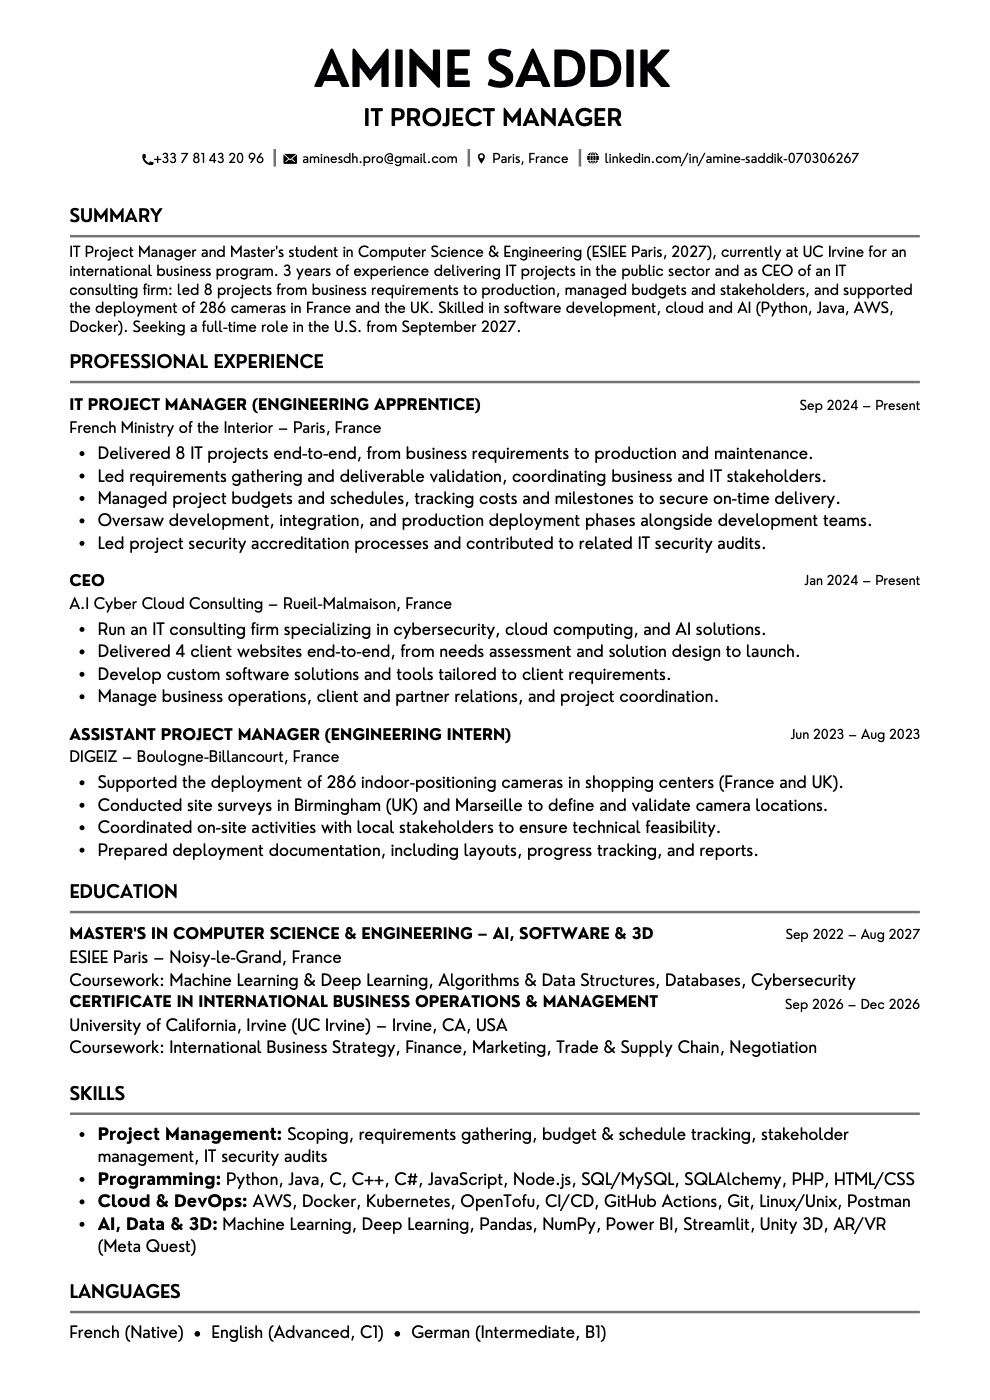 AMINE SADDIK
IT PROJECT MANAGER
+33 7 81 43 20 96 | aminesdh.pro@gmail.com | Paris, France | linkedin.com/in/amine-saddik-070306267
SUMMARY
IT Project Manager and Master's student in Computer Science & Engineering (ESIEE Paris, 2027), currently at UC Irvine for an
international business program. 3 years of experience delivering IT projects in the public sector and as CEO of an IT
consulting firm: led 8 projects from business requirements to production, managed budgets and stakeholders, and supported
the deployment of 286 cameras in France and the UK. Skilled in software development, cloud and AI (Python, Java, AWS,
Docker). Seeking a full-time role in the U.S. from September 2027.
PROFESSIONAL EXPERIENCE
IT PROJECT MANAGER (ENGINEERING APPRENTICE) Sep 2024 – Present
French Ministry of the Interior – Paris, France
• Delivered 8 IT projects end-to-end, from business requirements to production and maintenance.
• Led requirements gathering and deliverable validation, coordinating business and IT stakeholders.
• Managed project budgets and schedules, tracking costs and milestones to secure on-time delivery.
• Oversaw development, integration, and production deployment phases alongside development teams.
• Led project security accreditation processes and contributed to related IT security audits.
CEO Jan 2024 – Present
A.I Cyber Cloud Consulting – Rueil-Malmaison, France
• Run an IT consulting firm specializing in cybersecurity, cloud computing, and AI solutions.
• Delivered 4 client websites end-to-end, from needs assessment and solution design to launch.
• Develop custom software solutions and tools tailored to client requirements.
• Manage business operations, client and partner relations, and project coordination.
ASSISTANT PROJECT MANAGER (ENGINEERING INTERN) Jun 2023 – Aug 2023
DIGEIZ – Boulogne-Billancourt, France
• Supported the deployment of 286 indoor-positioning cameras in shopping centers (France and UK).
• Conducted site surveys in Birmingham (UK) and Marseille to define and validate camera locations.
• Coordinated on-site activities with local stakeholders to ensure technical feasibility.
• Prepared deployment documentation, including layouts, progress tracking, and reports.
EDUCATION
MASTER'S IN COMPUTER SCIENCE & ENGINEERING – AI, SOFTWARE & 3D Sep 2022 – Aug 2027
ESIEE Paris – Noisy-le-Grand, France
Coursework: Machine Learning & Deep Learning, Algorithms & Data Structures, Databases, Cybersecurity
CERTIFICATE IN INTERNATIONAL BUSINESS OPERATIONS & MANAGEMENT Sep 2026 – Dec 2026
University of California, Irvine (UC Irvine) – Irvine, CA, USA
Coursework: International Business Strategy, Finance, Marketing, Trade & Supply Chain, Negotiation
SKILLS
• Project Management: Scoping, requirements gathering, budget & schedule tracking, stakeholder
management, IT security audits
• Programming: Python, Java, C, C++, C#, JavaScript, Node.js, SQL/MySQL, SQLAlchemy, PHP, HTML/CSS
• Cloud & DevOps: AWS, Docker, Kubernetes, OpenTofu, CI/CD, GitHub Actions, Git, Linux/Unix, Postman
• AI, Data & 3D: Machine Learning, Deep Learning, Pandas, NumPy, Power BI, Streamlit, Unity 3D, AR/VR
(Meta Quest)
LANGUAGES
French (Native) • English (Advanced, C1) • German (Intermediate, B1)